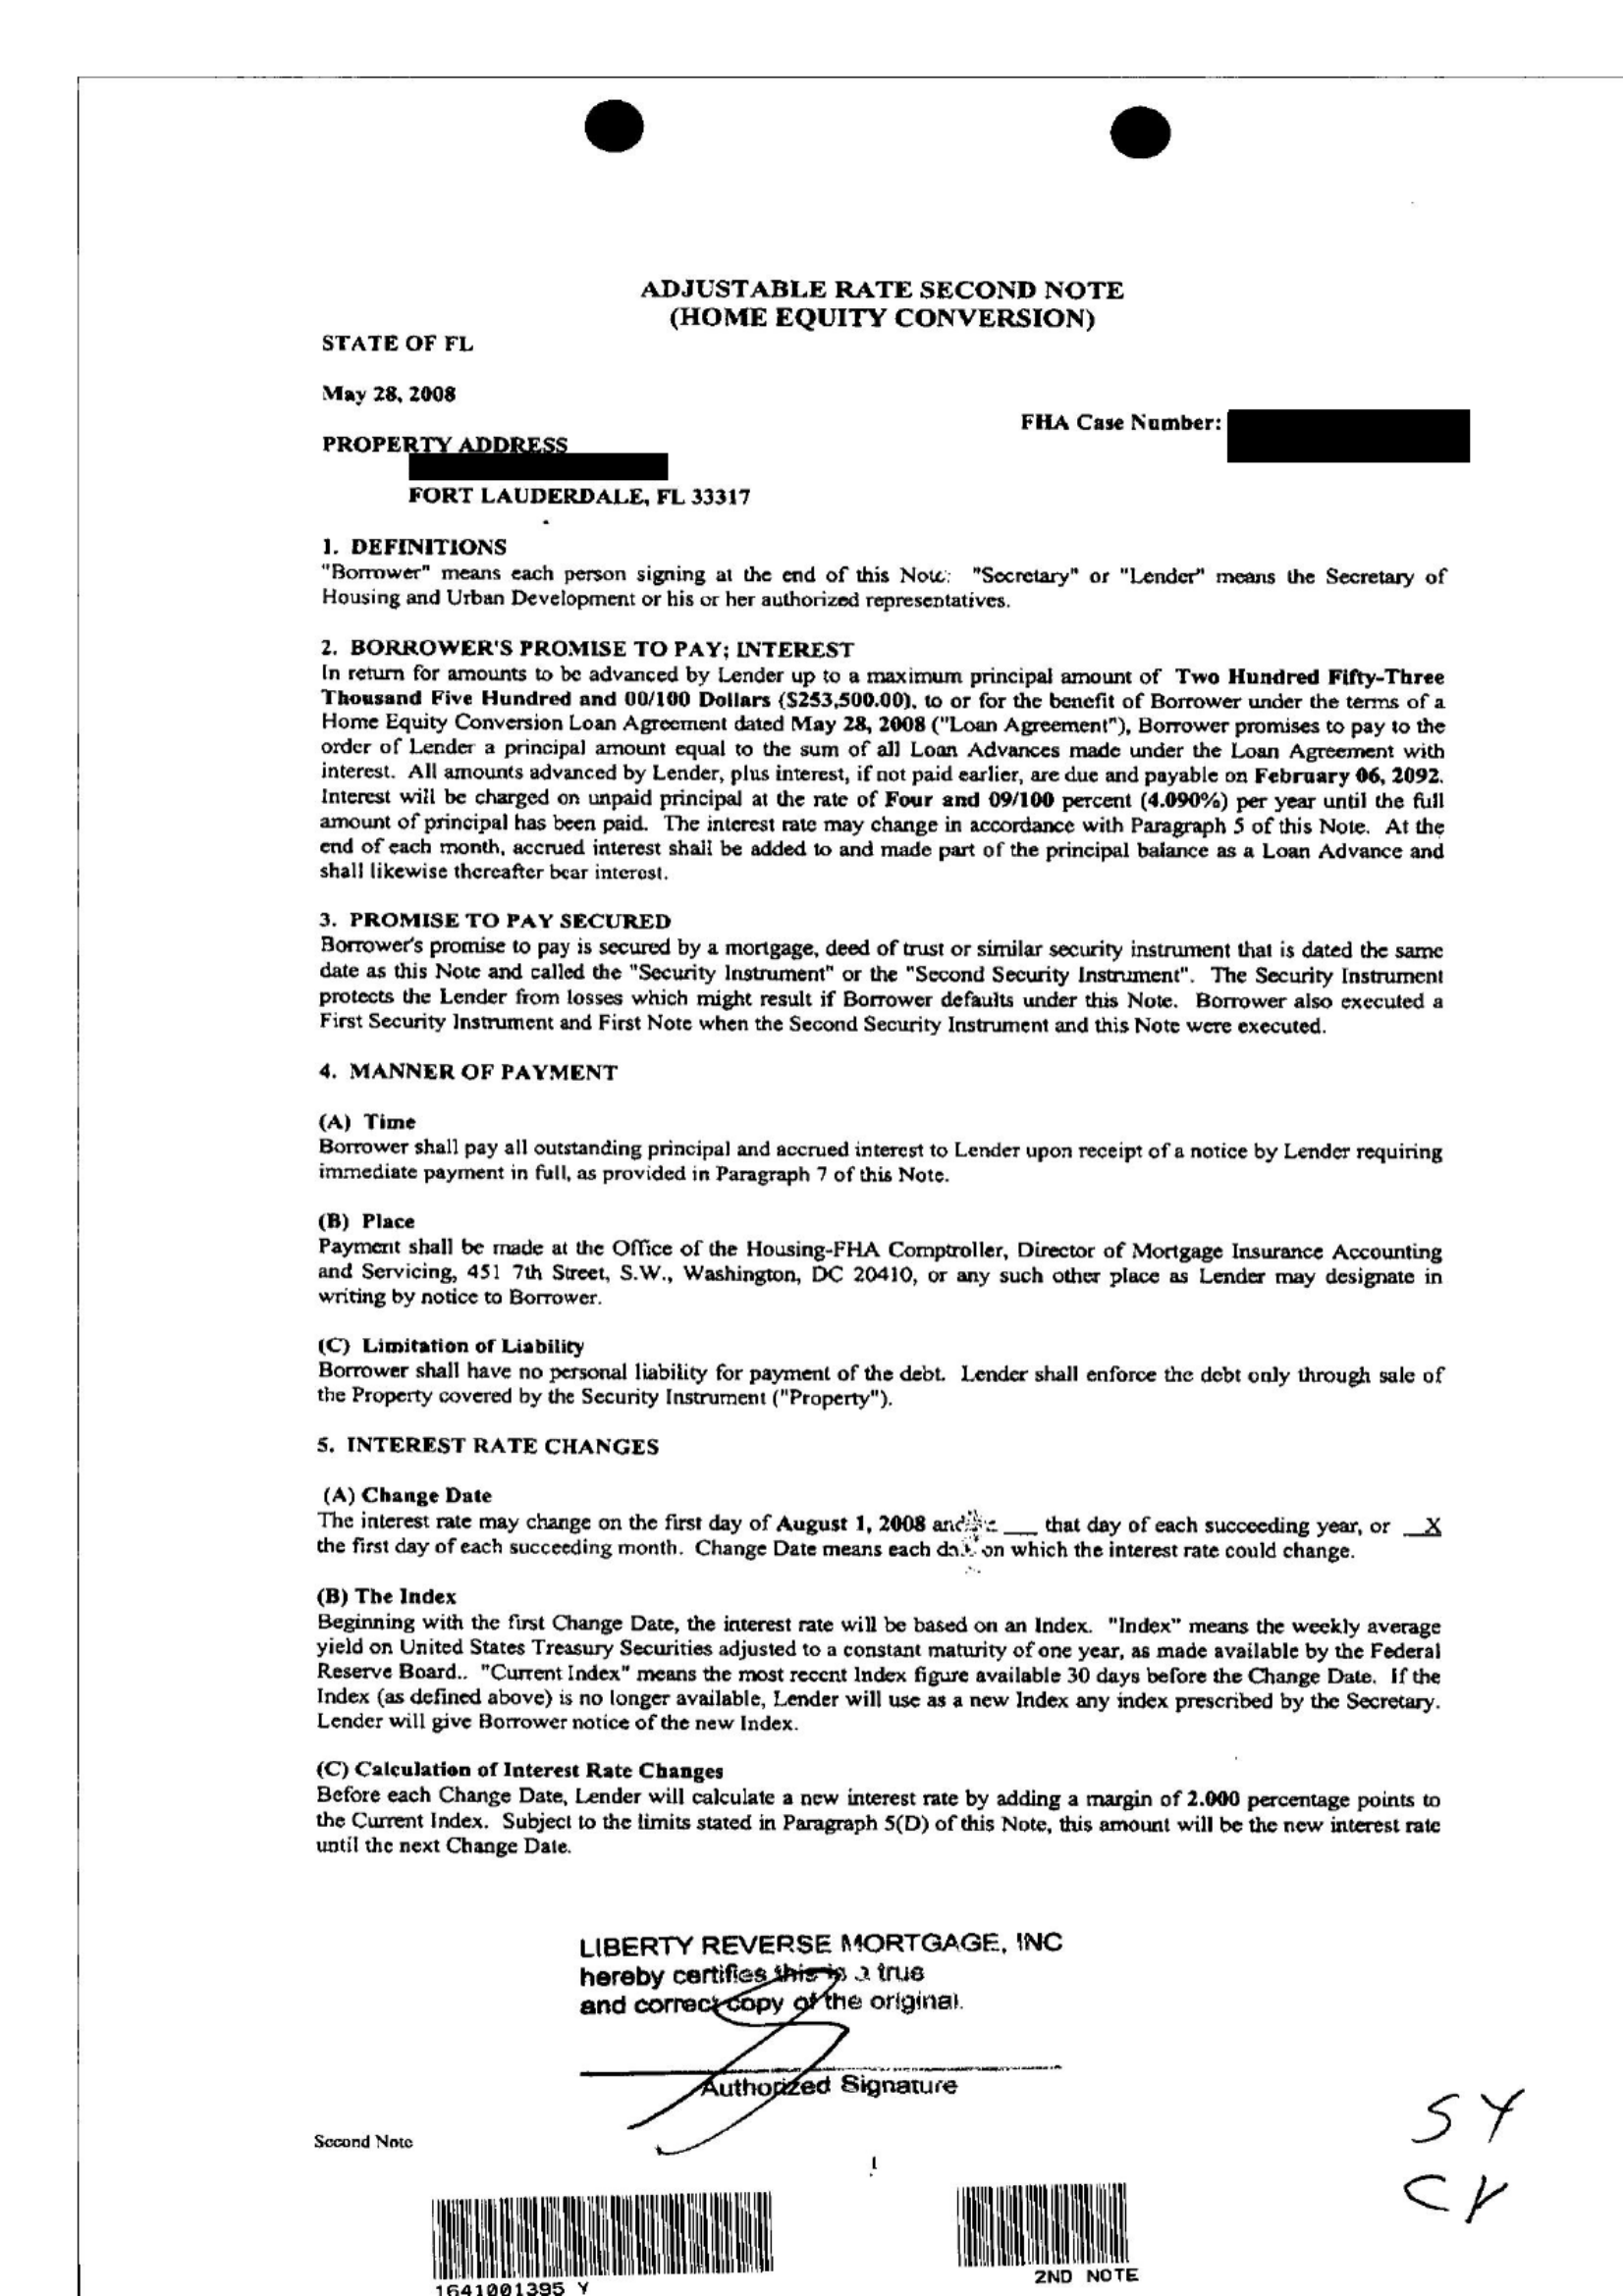 ADJUSTABLE RATE SECOND NOTE
(HOME EQUITY CONVERSION)
STATE OF FL
May 28, 2008
FHA Case Number:
PROPERTY ADDRESS
FORT LAUDERDALE, FL 33317
1. DEFINITIONS
"Borrower" means each person signing at the end of this Note: "Secretary" or "Lender" means the Secretary of
Housing and Urban Development or his or her authorized representatives.
2. BORROWER'S PROMISE TO PAY; INTEREST
In return for amounts to be advanced by Lender up to a maximum principal amount of Two Hundred Fifty-Three
Thousand Five Hundred and 00/100 Dollars ($253,500.00), to or for the benefit of Borrower under the terms of a
Home Equity Conversion Loan Agreement dated May 28, 2008 ("Loan Agreement"), Borrower promises to pay to the
order of Lender a principal amount equal to the sum of all Loan Advances made under the Loan Agreement with
interest. All amounts advanced by Lender, plus interest, if not paid earlier, are due and payable on February 06, 2092.
Interest will be charged on unpaid principal at the rate of Four and 09/100 percent (4.090%) per year until the full
amount of principal has been paid. The interest rate may change in accordance with Paragraph 5 of this Note. At the
end of each month, accrued interest shall be added to and made part of the principal balance as a Loan Advance and
shall likewise thereafter bear interest.
3. PROMISE TO PAY SECURED
Borrower's promise to pay is secured by a mortgage, deed of trust or similar security instrument that is dated the same
date as this Note and called the "Security Instrument" or the "Second Security Instrument". The Security Instrument
protects the Lender from losses which might result if Borrower defaults under this Note. Borrower also executed a
First Security Instrument and First Note when the Second Security Instrument and this Note were executed.
4. MANNER OF PAYMENT
(A) Time
Borrower shall pay all outstanding principal and accrued interest to Lender upon receipt of a notice by Lender requiring
immediate payment in full, as provided in Paragraph 7 of this Note.
(B) Place
Payment shall be made at the Office of the Housing-FHA Comptroller, Director of Mortgage Insurance Accounting
and Servicing, 451 7th Street, S.W., Washington, DC 20410, or any such other place as Lender may designate in
writing by notice to Borrower.
(C) Limitation of Liability
Borrower shall have no personal liability for payment of the debt. Lender shall enforce the debt only through sale of
the Property covered by the Security Instrument ("Property").
5. INTEREST RATE CHANGES
(A) Change Date
The interest rate may change on the first day of August 1, 2008 and ___ that day of each succeeding year, or _X
the first day of each succeeding month. Change Date means each on which the interest rate could change.
(B) The Index
Beginning with the first Change Date, the interest rate will be based on an Index. "Index" means the weekly average
yield on United States Treasury Securities adjusted to a constant maturity of one year, as made available by the Federal
Reserve Board.. "Current Index" means the most recent Index figure available 30 days before the Change Date. If the
Index (as defined above) is no longer available, Lender will use as a new Index any index prescribed by the Secretary.
Lender will give Borrower notice of the new Index.
(C) Calculation of Interest Rate Changes
Before each Change Date, Lender will calculate a new interest rate by adding a margin of 2.000 percentage points to
the Current Index. Subject to the limits stated in Paragraph 5(D) of this Note, this amount will be the new interest rate
until the next Change Date.
LIBERTY REVERSE MORTGAGE, INC
hereby certifies this is a true
and correct copy of the original.
Authorized Signature
SY
CY
Second Note
1
1641001395 Y
2ND NOTE